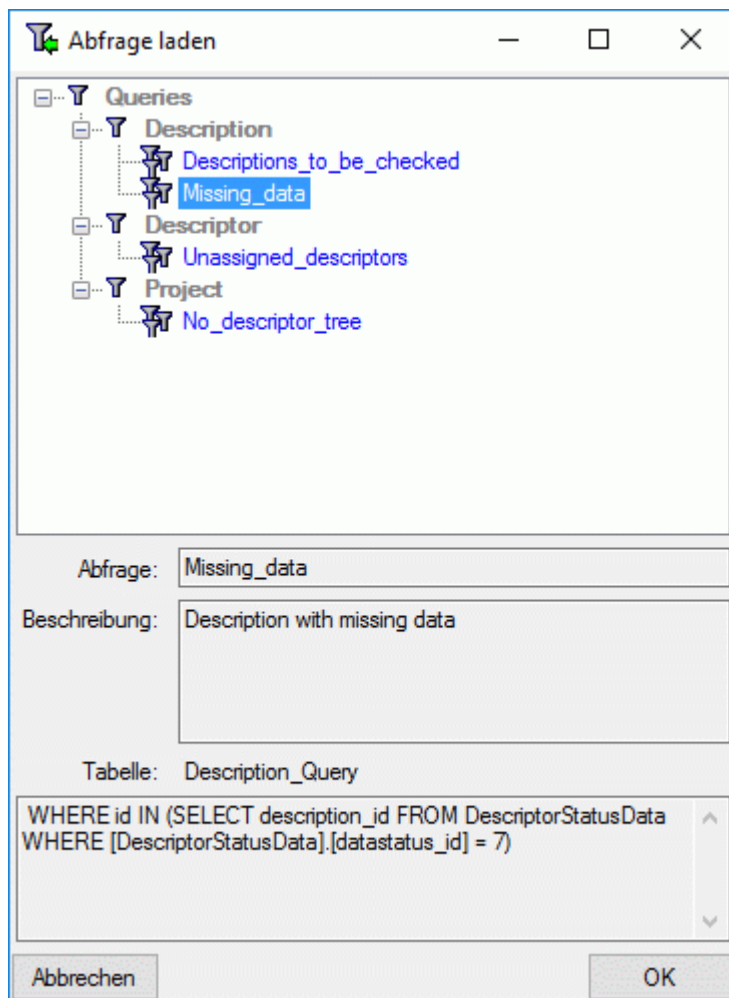 Abfrage laden
Queries
Description
Descriptions_to_be_checked
Missing_data
Descriptor
Unassigned_descriptors
Project
No_descriptor_tree
Abfrage: Missing_data
Beschreibung: Description with missing data
Tabelle: Description_Query
WHERE id IN (SELECT description_id FROM DescriptorStatusData
WHERE [DescriptorStatusData].[datastatus_id] = 7)
Abbrechen OK